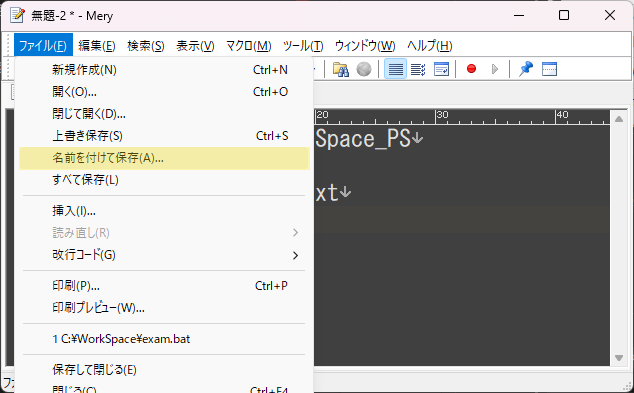 無題-2 * - Mery
ファイル(F) 編集(E) 検索(S) 表示(V) マクロ(M) ツール(T) ウィンドウ(W) ヘルプ(H)
新規作成(N) Ctrl+N
開く(O)... Ctrl+O
閉じて開く(D)...
上書き保存(S) Ctrl+S
名前を付けて保存(A)...
すべて保存(L)
挿入(I)...
読み直し(R)
改行コード(G)
印刷(P)... Ctrl+P
印刷プレビュー(W)...
1 C:¥WorkSpace¥exam.bat
保存して閉じる(E)
閉じる(C) Ctrl+F4
20 30 40
Space_PS↓
xt↓